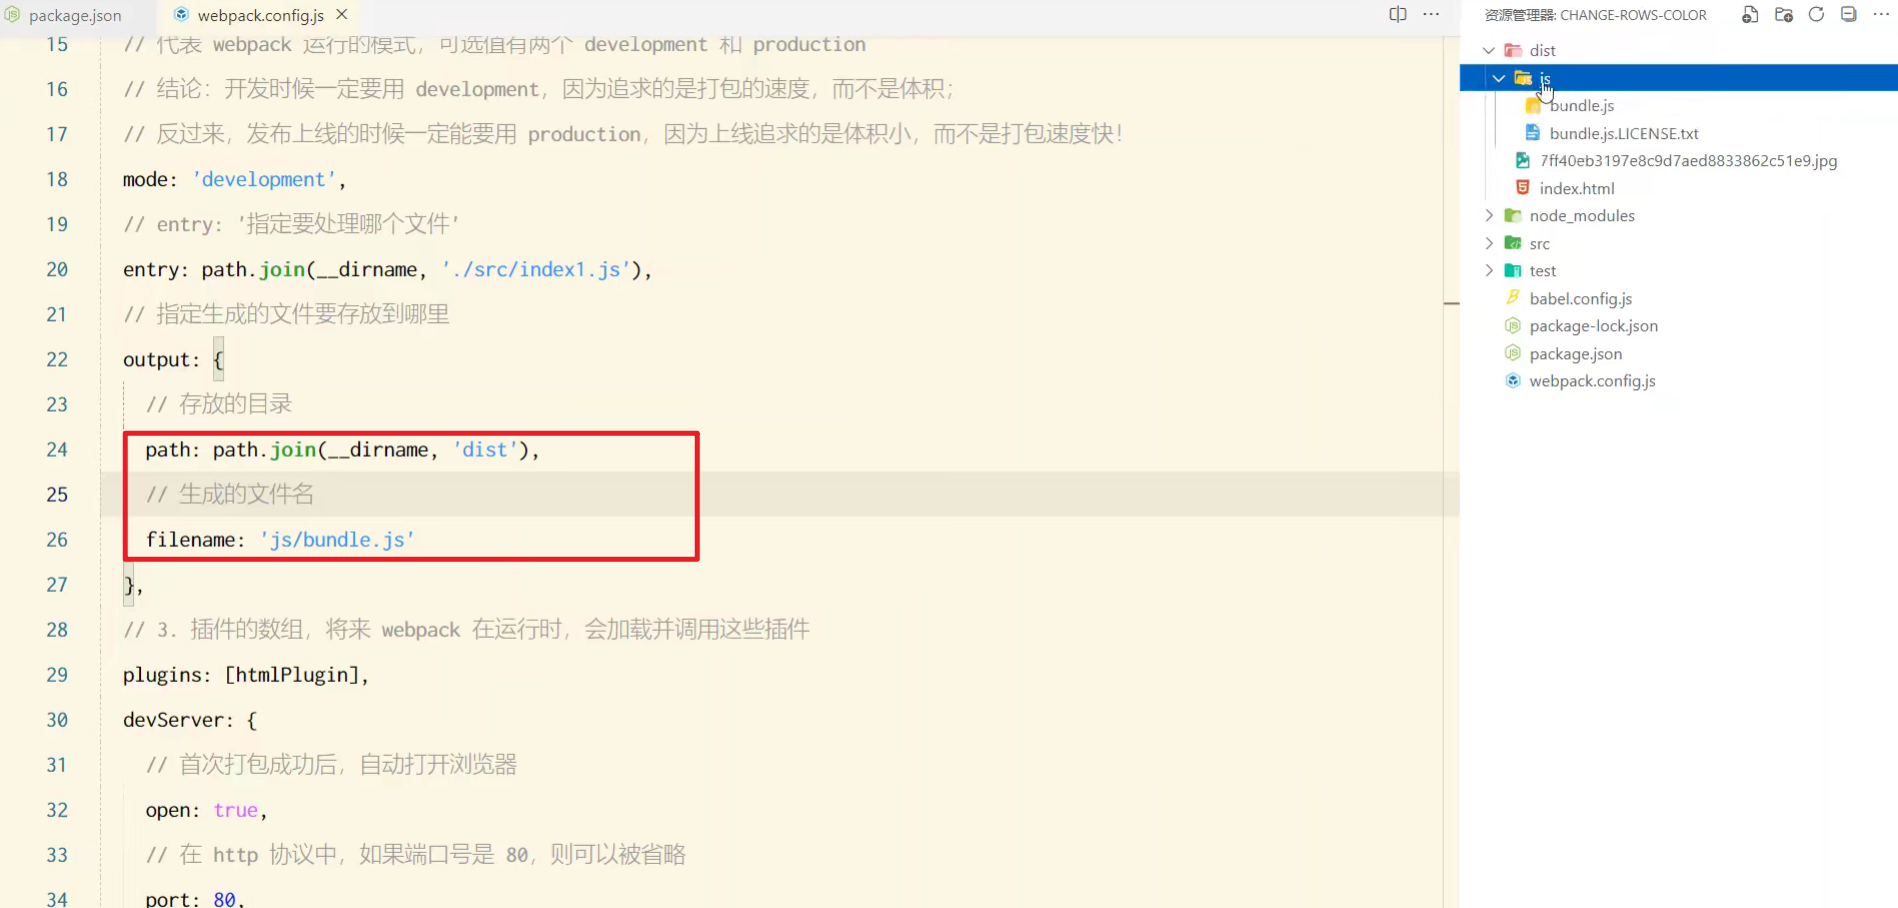 package.json
webpack.config.js
15 // 代表 webpack 运行的模式，可选值有两个 development 和 production
16 // 结论：开发时候一定要用 development，因为追求的是打包的速度，而不是体积；
17 // 反过来，发布上线的时候一定能要用 production，因为上线追求的是体积小，而不是打包速度快！
18 mode: 'development',
19 // entry: '指定要处理哪个文件'
20 entry: path.join(__dirname, './src/index1.js'),
21 // 指定生成的文件要存放到哪里
22 output: {
23 // 存放的目录
24 path: path.join(__dirname, 'dist'),
25 // 生成的文件名
26 filename: 'js/bundle.js'
27 },
28 // 3. 插件的数组，将来 webpack 在运行时，会加载并调用这些插件
29 plugins: [htmlPlugin],
30 devServer: {
31 // 首次打包成功后，自动打开浏览器
32 open: true,
33 // 在 http 协议中，如果端口号是 80，则可以被省略
34 port: 80,
资源管理器: CHANGE-ROWS-COLOR
dist
js
bundle.js
bundle.js.LICENSE.txt
7ff40eb3197e8c9d7aed8833862c51e9.jpg
index.html
node_modules
src
test
babel.config.js
package-lock.json
package.json
webpack.config.js